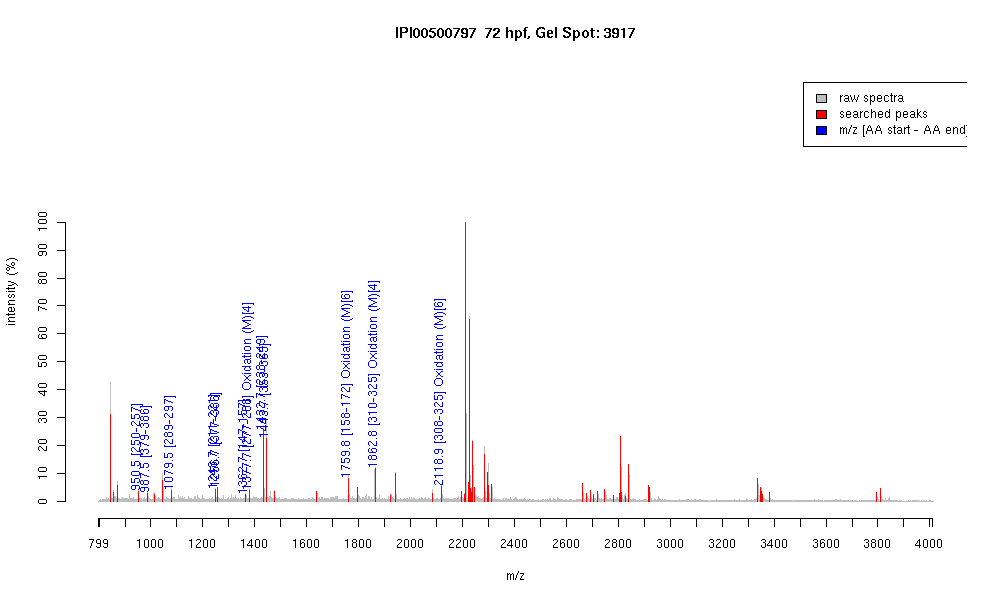 IPI00500797 72 hpf, Gel Spot: 3917
raw spectra
searched peaks
m/z [AA start - AA end]
intensity (%)
100
90
80
70
60
50
40
30
20
10
0
950.5 [250-257]
987.5 [379-386]
1079.5 [289-297]
Oxidation (M)[4]
1759.8 [158-172] Oxidation (M)[6]
1862.8 [310-325] Oxidation (M)[4]
2118.9 [308-325] Oxidation (M)[6]
799 1000 1200 1400 1600 1800 2000 2200 2400 2600 2800 3000 3200 3400 3600 3800 4000
m/z